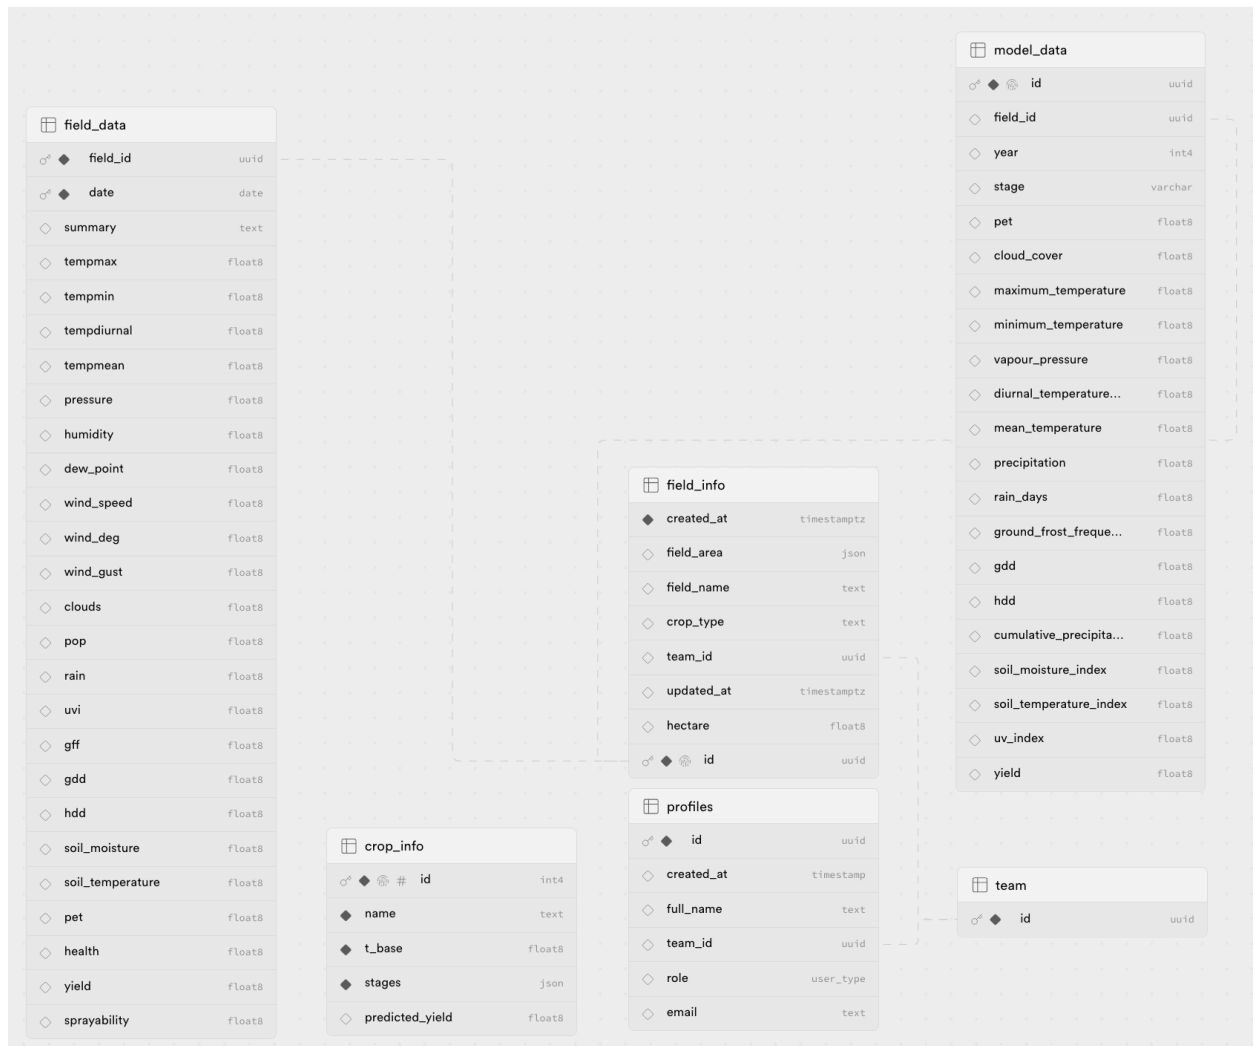 field_data
field_id uuid
date date
summary text
tempmax float8
tempmin float8
tempdiurnal float8
tempmean float8
pressure float8
humidity float8
dew_point float8
wind_speed float8
wind_deg float8
wind_gust float8
clouds float8
pop float8
rain float8
uvi float8
gff float8
gdd float8
hdd float8
soil_moisture float8
soil_temperature float8
pet float8
health float8
yield float8
sprayability float8
crop_info
# id int4
name text
t_base float8
stages json
predicted_yield float8
field_info
created_at timestamptz
field_area json
field_name text
crop_type text
team_id uuid
updated_at timestamptz
hectare float8
id uuid
profiles
id uuid
created_at timestamp
full_name text
team_id uuid
role user_type
email text
model_data
id uuid
field_id uuid
year int4
stage varchar
pet float8
cloud_cover float8
maximum_temperature float8
minimum_temperature float8
vapour_pressure float8
diurnal_temperature... float8
mean_temperature float8
precipitation float8
rain_days float8
ground_frost_freque... float8
gdd float8
hdd float8
cumulative_precipita... float8
soil_moisture_index float8
soil_temperature_index float8
uv_index float8
yield float8
team
id uuid